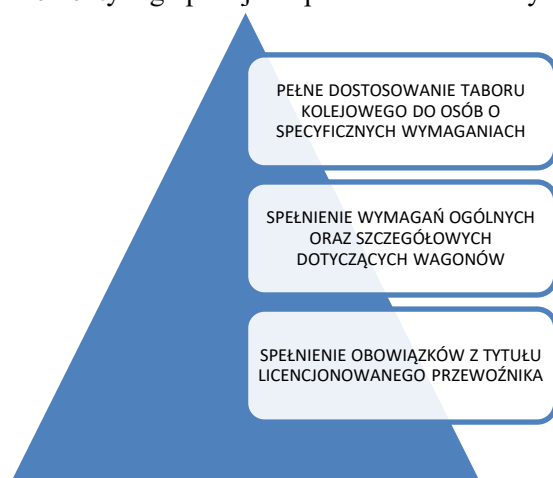 PEŁNE DOSTOSOWANIE TABORU
KOLEJOWEGO DO OSÓB O
SPECYFICZNYCH WYMAGANIACH
SPEŁNIENIE WYMAGAŃ OGÓLNYCH
ORAZ SZCZEGÓŁOWYCH
DOTYCZĄCYCH WAGONÓW
SPEŁNIENIE OBOWIĄZKÓW Z TYTUŁU
LICENCJONOWANEGO PRZEWOŹNIKA